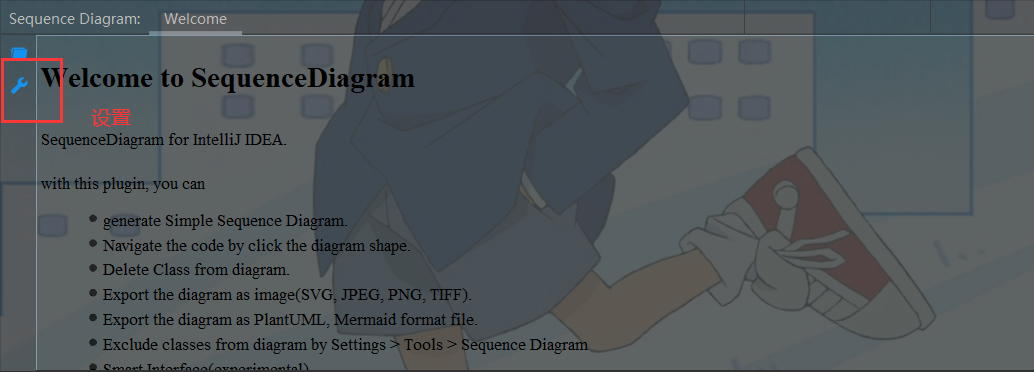 Sequence Diagram: Welcome
Welcome to SequenceDiagram
设置
SequenceDiagram for IntelliJ IDEA.
with this plugin, you can
generate Simple Sequence Diagram.
Navigate the code by click the diagram shape.
Delete Class from diagram.
Export the diagram as image(SVG, JPEG, PNG, TIFF).
Export the diagram as PlantUML, Mermaid format file.
Exclude classes from diagram by Settings > Tools > Sequence Diagram
Smart Interface(experimental)